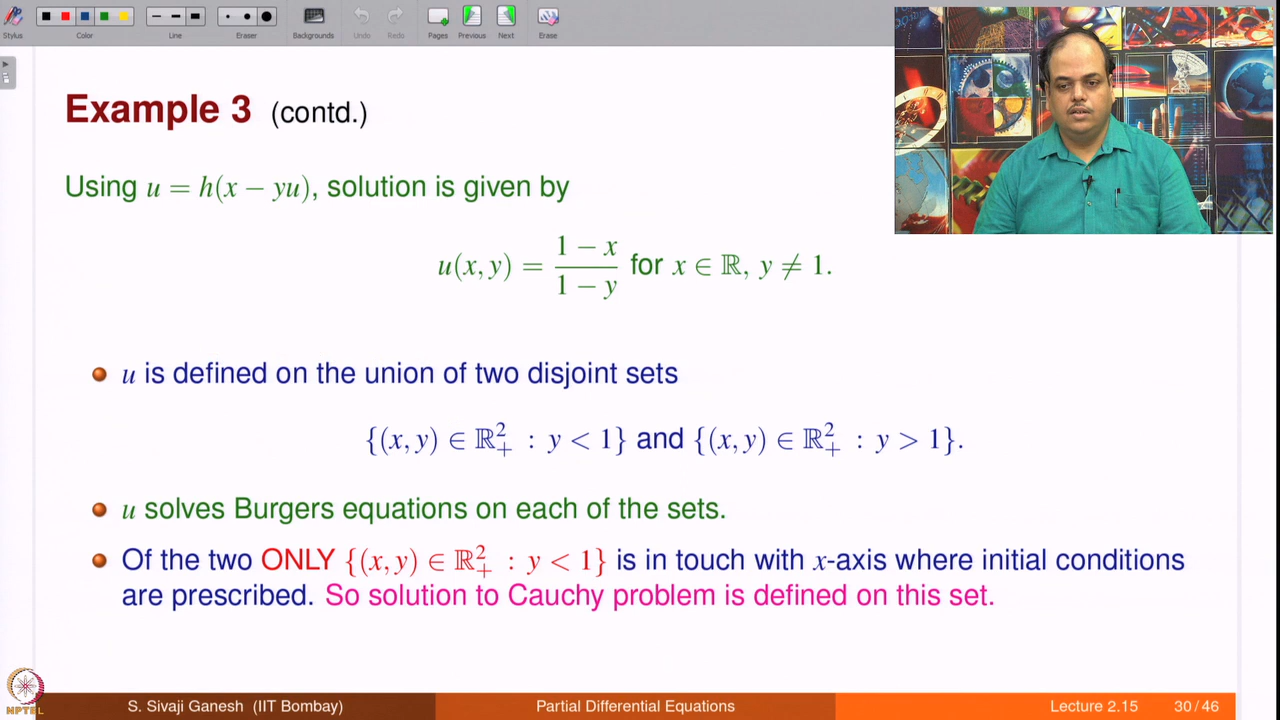 Stylus
Color
Line
Eraser
Backgrounds
Undo
Redo
Pages
Previous
Next
Erase
Example 3 (contd.)
Using u = h(x − yu), solution is given by
u(x, y) = (1 − x)/(1 − y) for x ∈ ℝ, y ≠ 1.
u is defined on the union of two disjoint sets
{(x, y) ∈ ℝ²₊ : y < 1} and {(x, y) ∈ ℝ²₊ : y > 1}.
u solves Burgers equations on each of the sets.
Of the two ONLY {(x, y) ∈ ℝ²₊ : y < 1} is in touch with x-axis where initial conditions
are prescribed. So solution to Cauchy problem is defined on this set.
NPTEL
S. Sivaji Ganesh (IIT Bombay)
Partial Differential Equations
Lecture 2.15
30 / 46